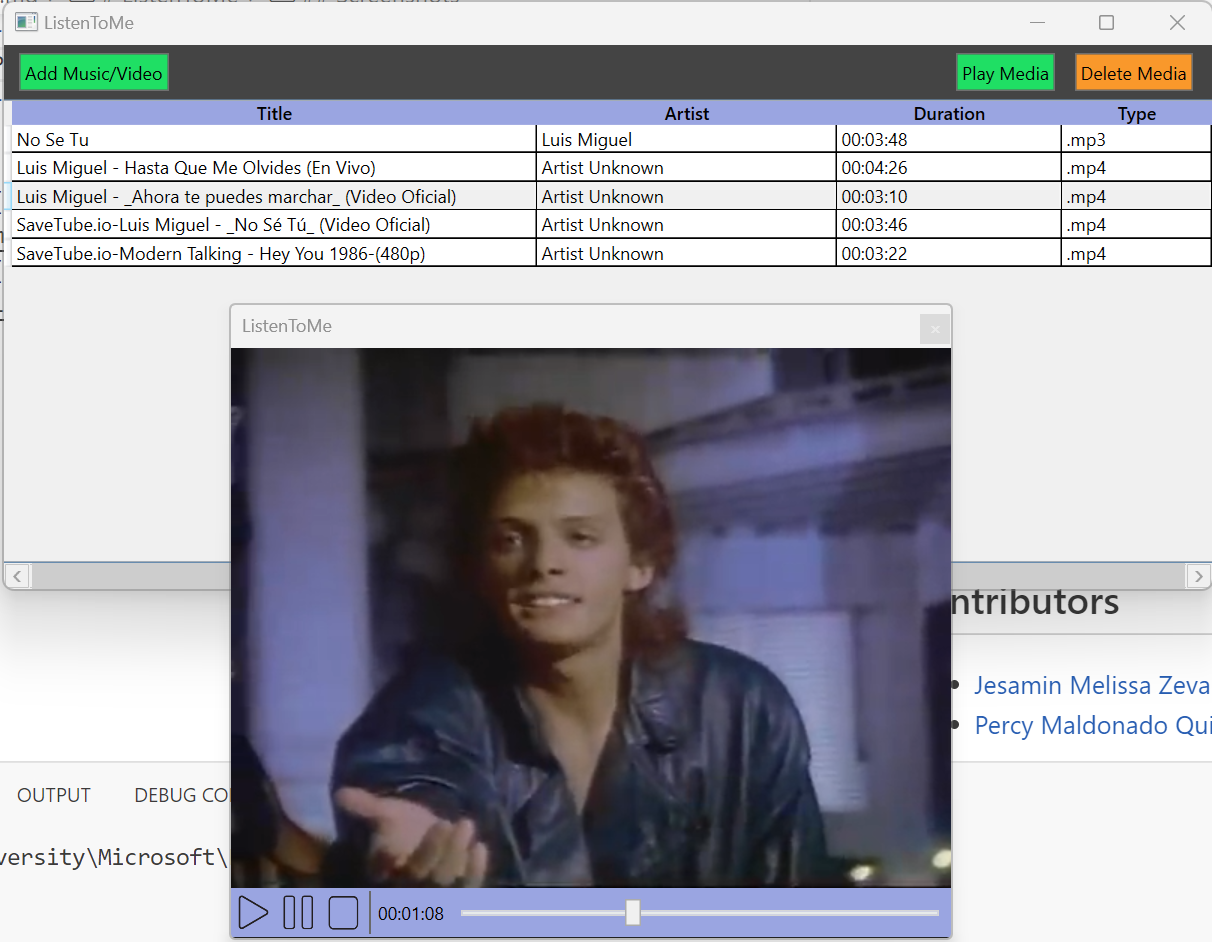 ListenToMe
Add Music/Video Play Media Delete Media
Title Artist Duration Type
No Se Tu Luis Miguel 00:03:48 .mp3
Luis Miguel - Hasta Que Me Olvides (En Vivo) Artist Unknown 00:04:26 .mp4
Luis Miguel - _Ahora te puedes marchar_ (Video Oficial) Artist Unknown 00:03:10 .mp4
SaveTube.io-Luis Miguel - _No Sé Tú_ (Video Oficial) Artist Unknown 00:03:46 .mp4
SaveTube.io-Modern Talking - Hey You 1986-(480p) Artist Unknown 00:03:22 .mp4
ListenToMe
ntributors
Jesamin Melissa Zeva
Percy Maldonado Qui
OUTPUT DEBUG CO
versity\Microsoft\
00:01:08